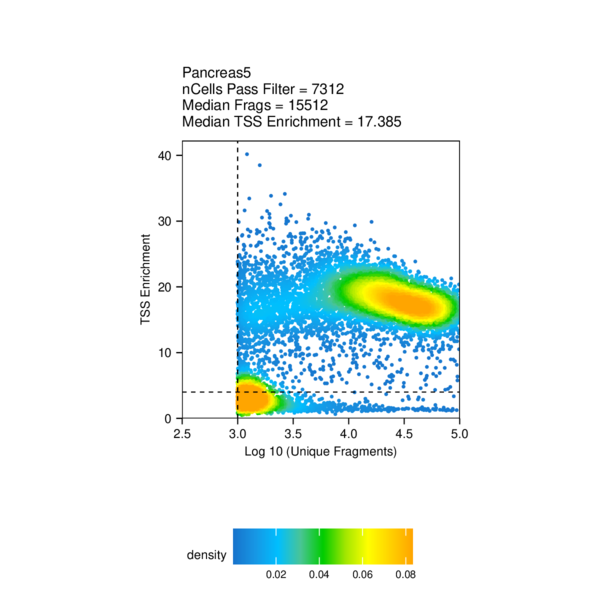 Pancreas5
nCells Pass Filter = 7312
Median Frags = 15512
Median TSS Enrichment = 17.385
40
30
20
10
0
TSS Enrichment
2.5 3.0 3.5 4.0 4.5 5.0
Log 10 (Unique Fragments)
density
0.02 0.04 0.06 0.08